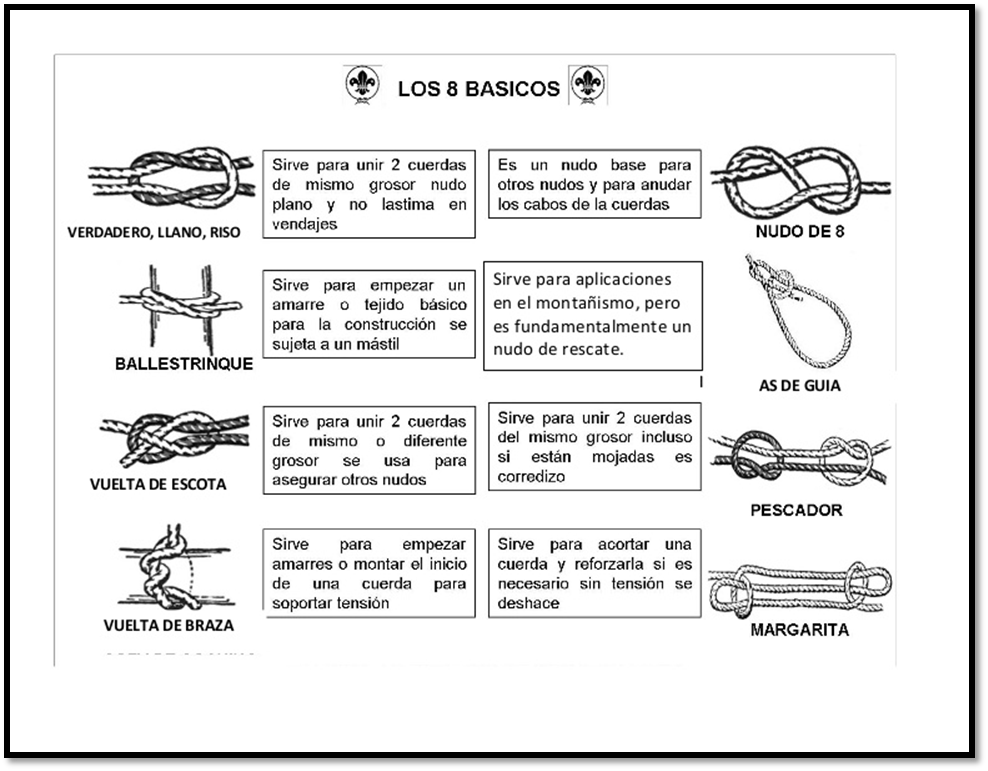 LOS 8 BASICOS
Sirve para unir 2 cuerdas
de mismo grosor nudo
plano y no lastima en
vendajes
VERDADERO, LLANO, RISO
Es un nudo base para
otros nudos y para anudar
los cabos de la cuerdas
NUDO DE 8
Sirve para empezar un
amarre o tejido básico
para la construcción se
sujeta a un mástil
BALLESTRINQUE
Sirve para aplicaciones
en el montañismo, pero
es fundamentalmente un
nudo de rescate.
AS DE GUIA
Sirve para unir 2 cuerdas
de mismo o diferente
grosor se usa para
asegurar otros nudos
VUELTA DE ESCOTA
Sirve para unir 2 cuerdas
del mismo grosor incluso
si están mojadas es
corredizo
PESCADOR
Sirve para empezar
amarres o montar el inicio
de una cuerda para
soportar tensión
VUELTA DE BRAZA
Sirve para acortar una
cuerda y reforzarla si es
necesario sin tensión se
deshace
MARGARITA